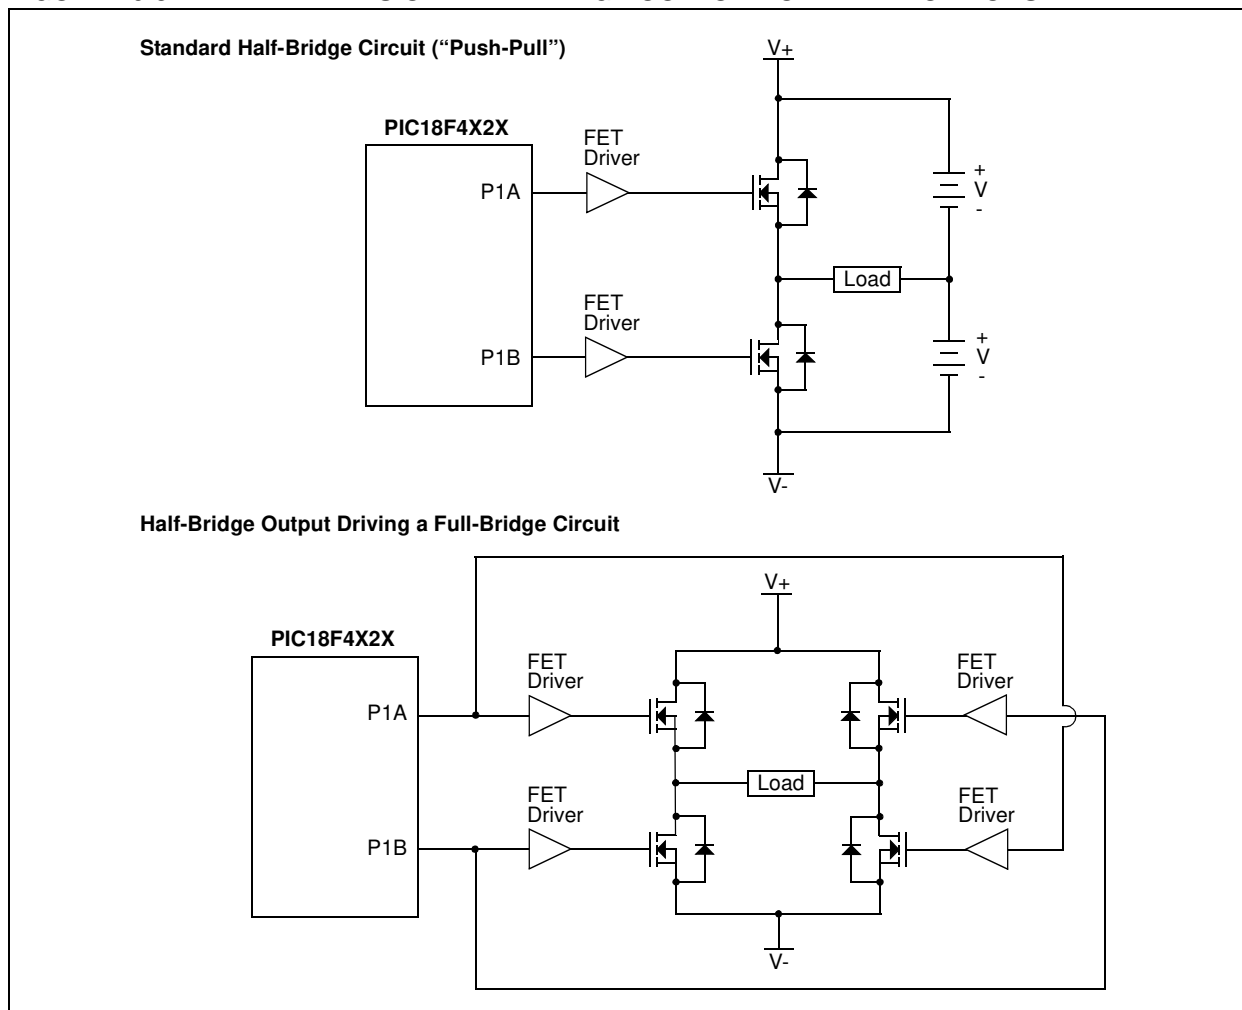 Standard Half-Bridge Circuit (“Push-Pull”)
V+
PIC18F4X2X
FET
Driver
P1A
+
V
-
Load
FET
Driver
P1B
+
V
-
V-
Half-Bridge Output Driving a Full-Bridge Circuit
V+
PIC18F4X2X
FET
Driver
FET
Driver
P1A
Load
FET
Driver
FET
Driver
P1B
V-